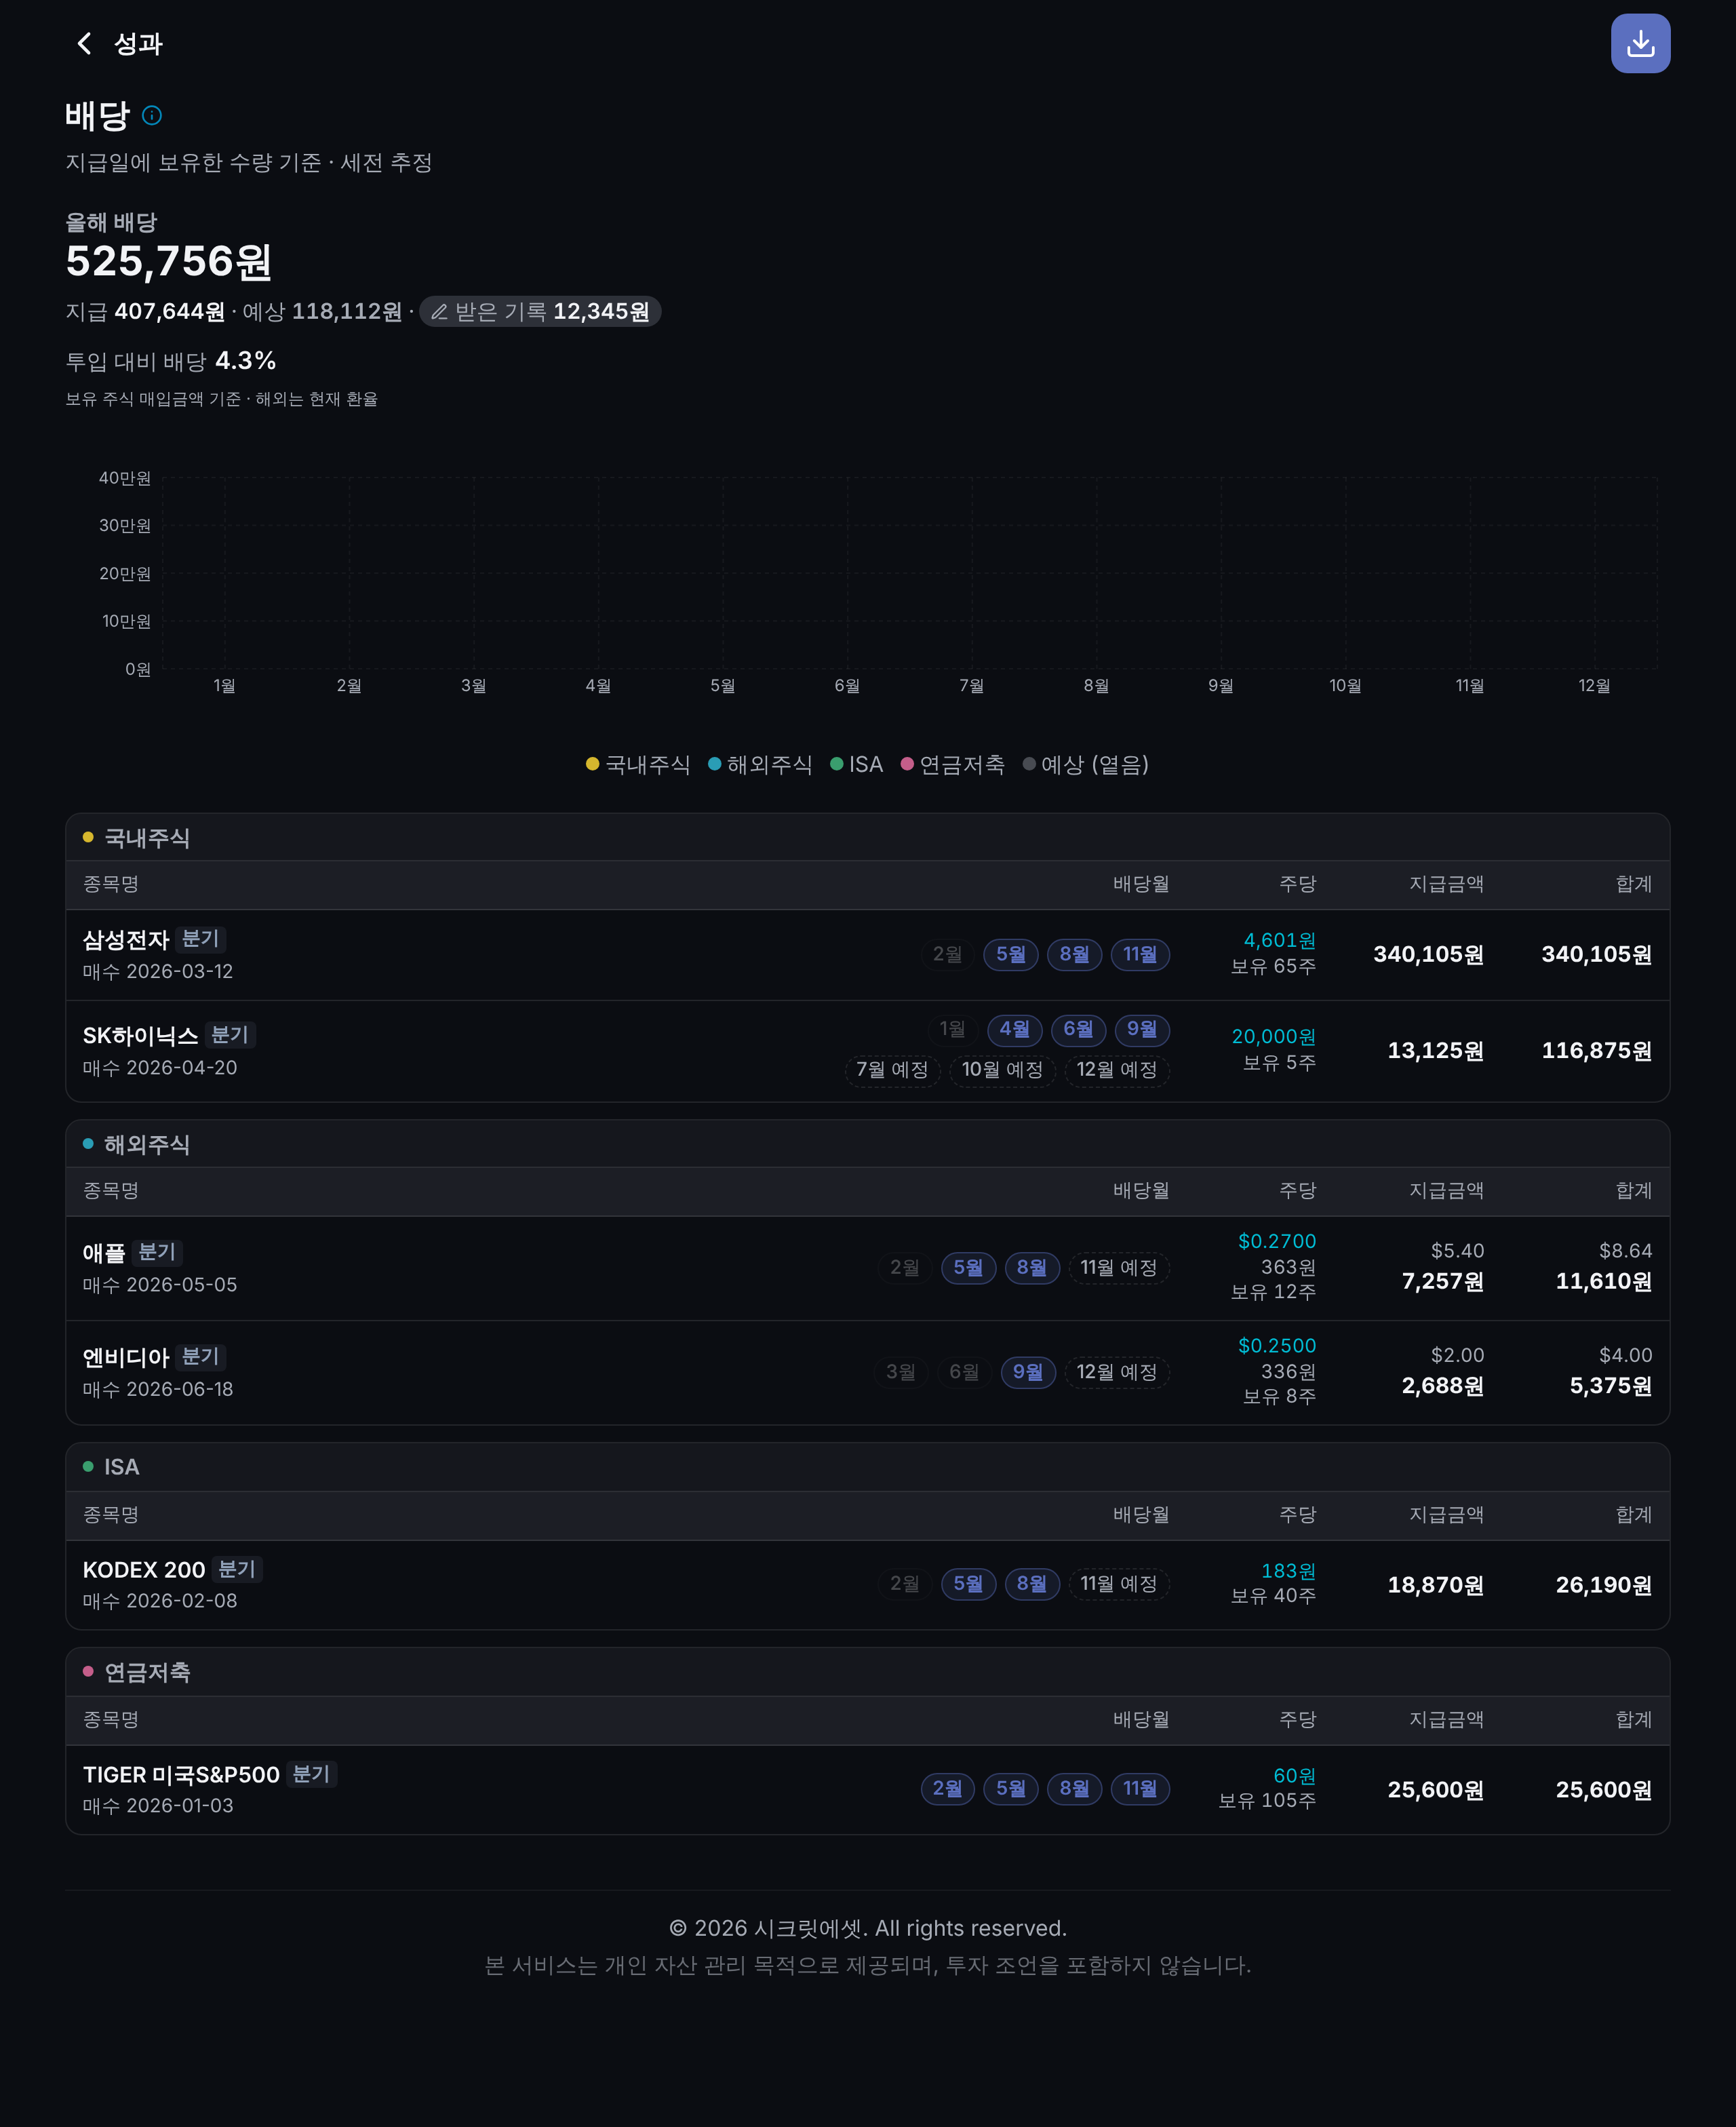 성과
배당
지급일에 보유한 수량 기준 · 세전 추정
올해 배당
525,756원
지급 407,644원 · 예상 118,112원 · 받은 기록 12,345원
투입 대비 배당 4.3%
보유 주식 매입금액 기준 · 해외는 현재 환율
40만원
30만원
20만원
10만원
0원
1월 2월 3월 4월 5월 6월 7월 8월 9월 10월 11월 12월
국내주식 해외주식 ISA 연금저축 예상 (옅음)
국내주식
종목명 배당월 주당 지급금액 합계
삼성전자 분기 2월 5월 8월 11월 4,601원 340,105원 340,105원
매수 2026-03-12 보유 65주
SK하이닉스 분기 1월 4월 6월 9월 20,000원 13,125원 116,875원
매수 2026-04-20 7월 예정 10월 예정 12월 예정 보유 5주
해외주식
종목명 배당월 주당 지급금액 합계
애플 분기 2월 5월 8월 11월 예정 $0.2700 $5.40 $8.64
매수 2026-05-05 363원 7,257원 11,610원
보유 12주
엔비디아 분기 3월 6월 9월 12월 예정 $0.2500 $2.00 $4.00
매수 2026-06-18 336원 2,688원 5,375원
보유 8주
ISA
종목명 배당월 주당 지급금액 합계
KODEX 200 분기 2월 5월 8월 11월 예정 183원 18,870원 26,190원
매수 2026-02-08 보유 40주
연금저축
종목명 배당월 주당 지급금액 합계
TIGER 미국S&P500 분기 2월 5월 8월 11월 60원 25,600원 25,600원
매수 2026-01-03 보유 105주
© 2026 시크릿에셋. All rights reserved.
본 서비스는 개인 자산 관리 목적으로 제공되며, 투자 조언을 포함하지 않습니다.